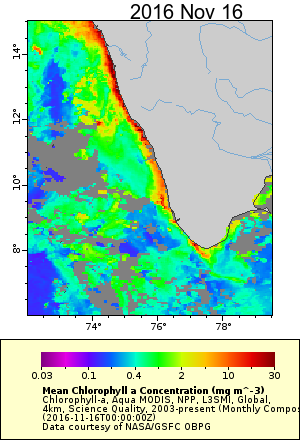 2016 Nov 16
14°
12°
10°
8°
74° 76° 78°
0.03 0.1 0.4 2 10 30
Mean Chlorophyll a Concentration (mg m^-3)
Chlorophyll-a, Aqua MODIS, NPP, L3SMI, Global,
4km, Science Quality, 2003-present (Monthly Compos
(2016-11-16T00:00:00Z)
Data courtesy of NASA/GSFC OBPG